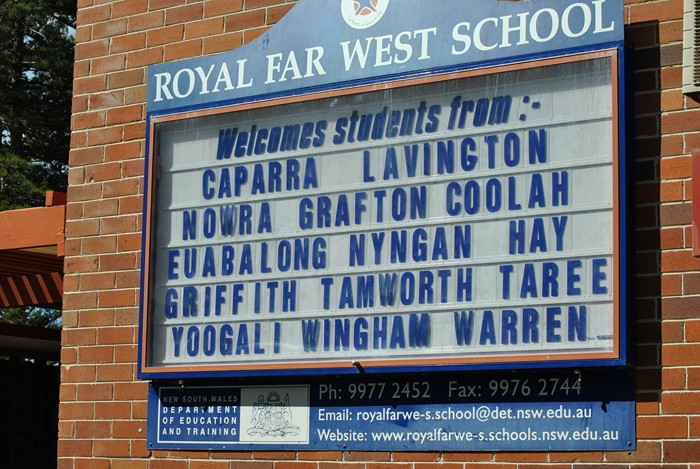 ROYAL FAR WEST SCHOOL
Welcomes students from :-
CAPARRA LAVINGTON
NOWRA GRAFTON COOLAH
EUABALONG NYNGAN HAY
GRIFFITH TAMWORTH TAREE
YOOGALI WINGHAM WARREN
NEW SOUTH WALES
DEPARTMENT
OF EDUCATION
AND TRAINING
Ph: 9977 2452 Fax: 9976 2744
Email: royalfarwe-s.school@det.nsw.edu.au
Website: www.royalfarwe-s.schools.nsw.edu.au